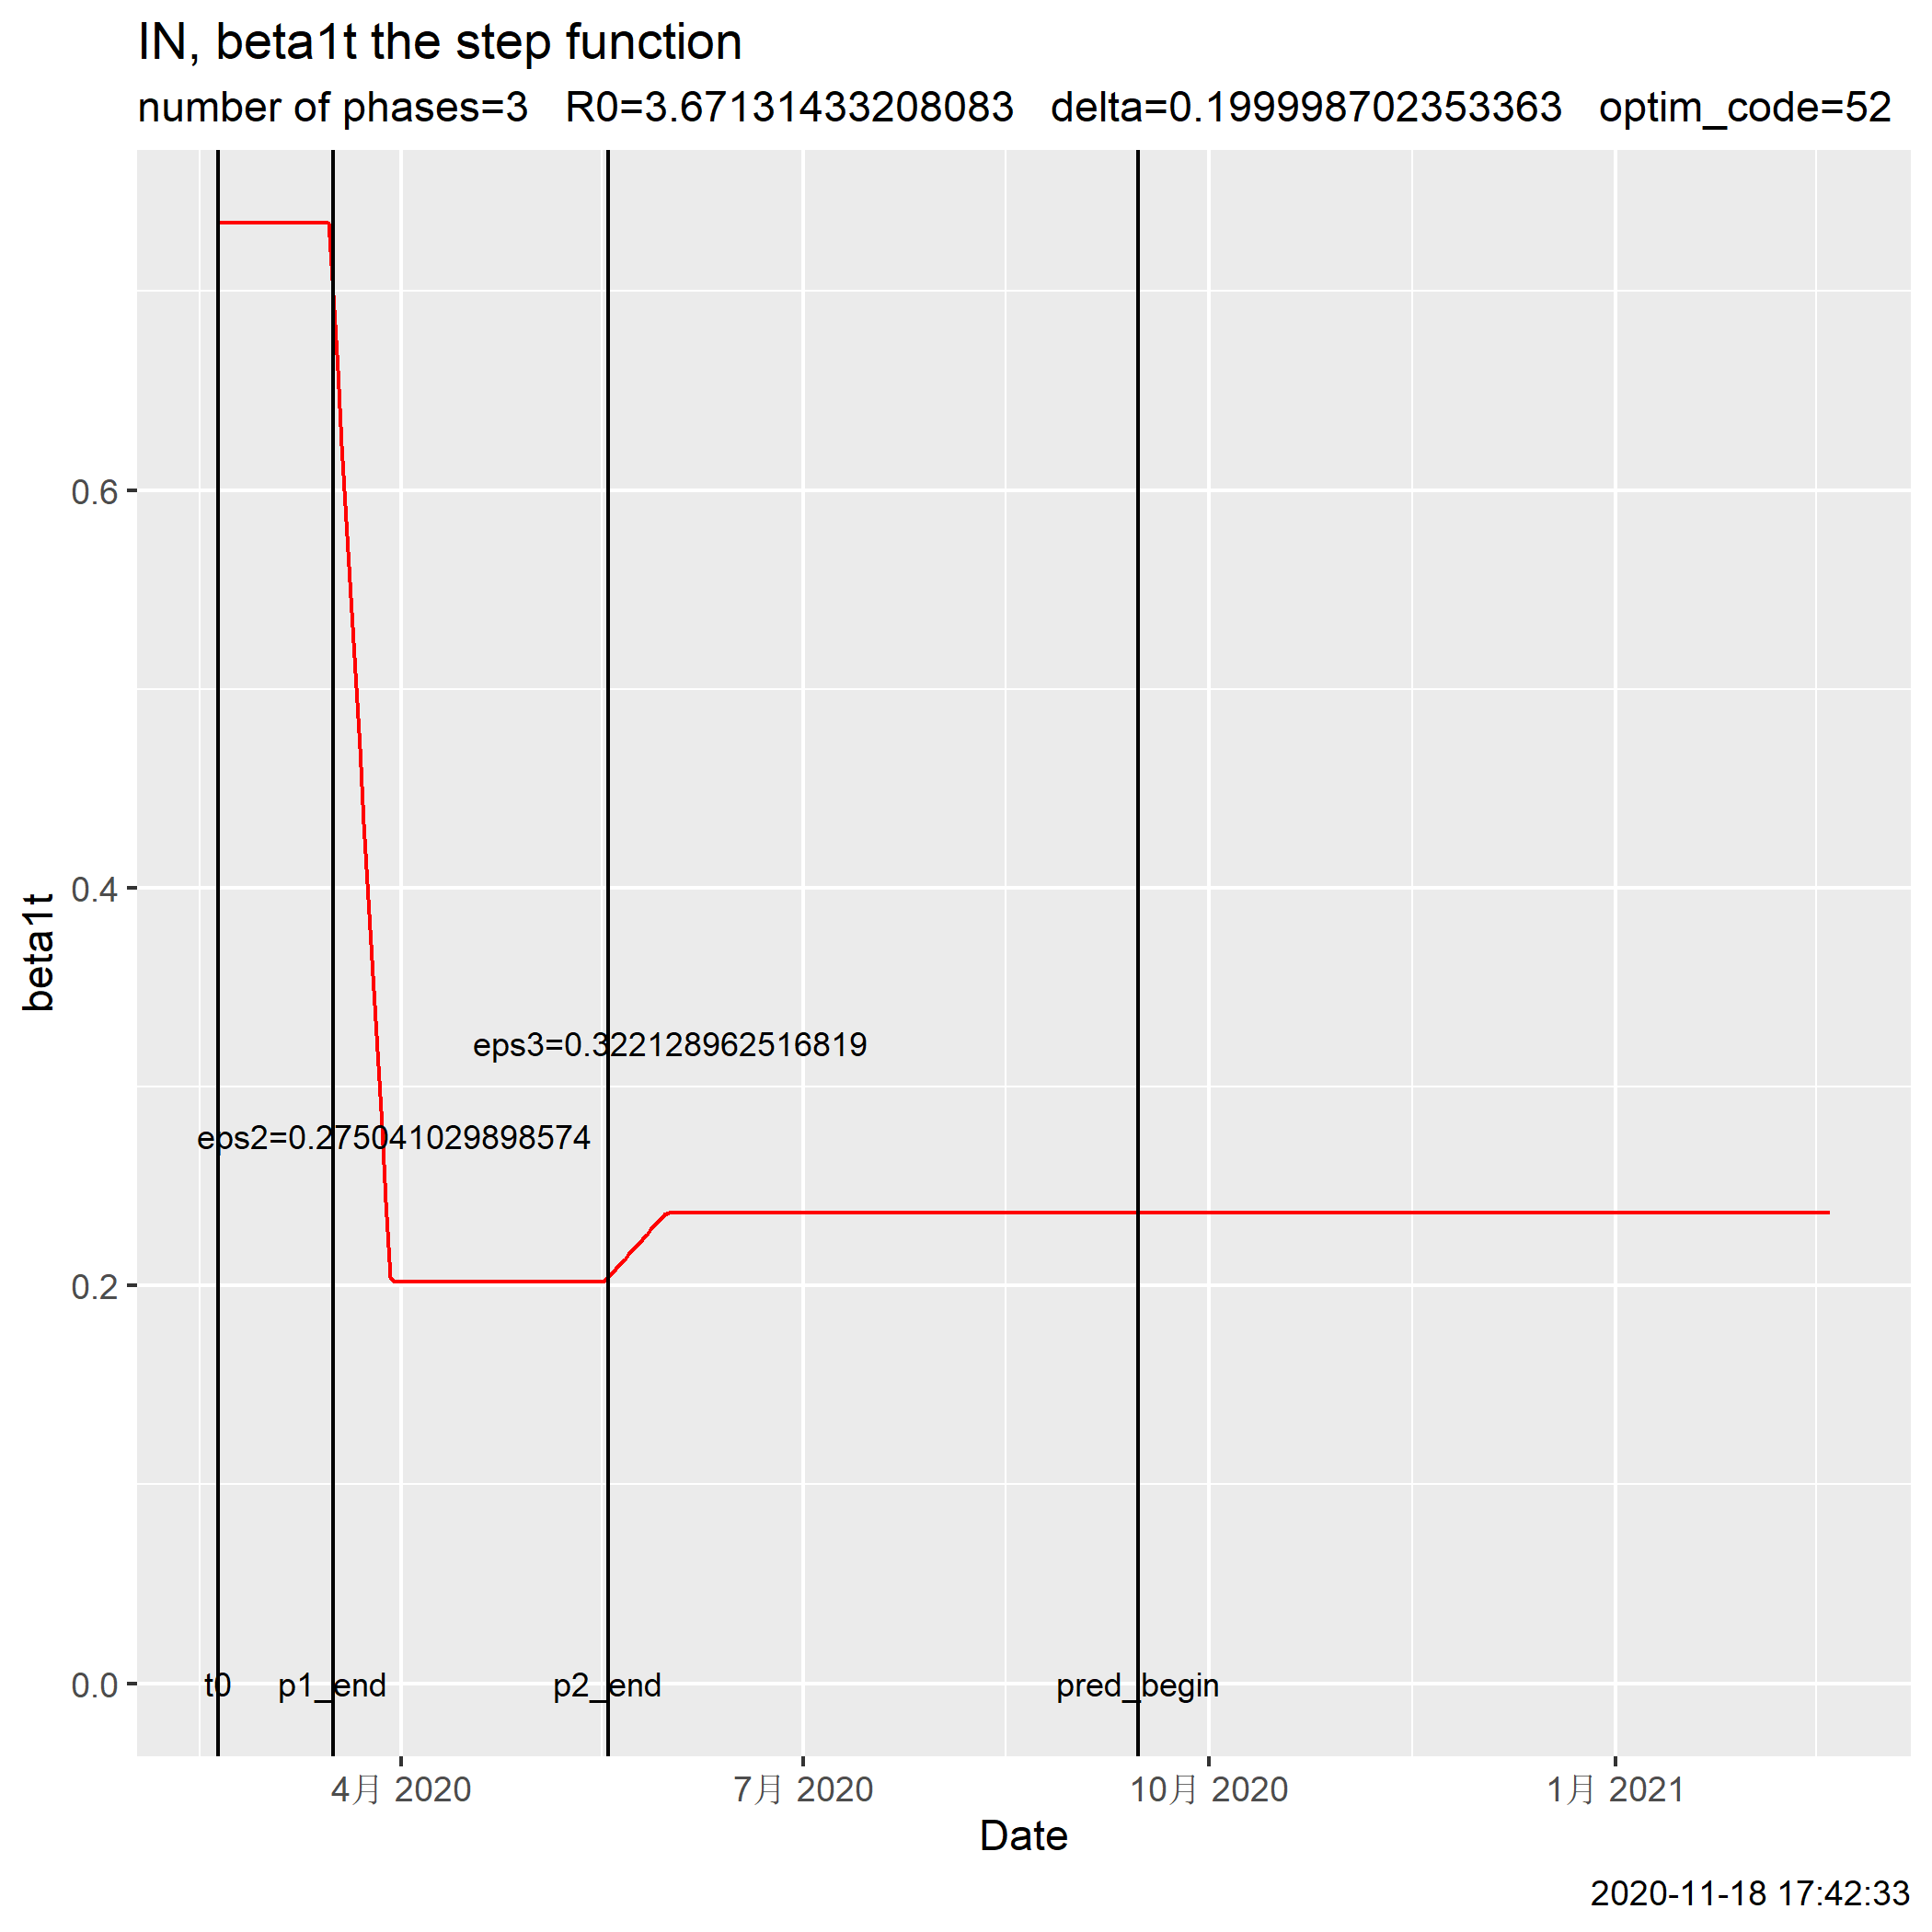 IN, beta1t the step function
number of phases=3   R0=3.67131433208083   delta=0.199998702353363   optim_code=52
0.6
0.4
0.2
0.0
beta1t
eps3=0.322128962516819
eps2=0.275041029898574
t0
p1_end
p2_end
pred_begin
4月 2020
7月 2020
10月 2020
1月 2021
Date
2020-11-18 17:42:33